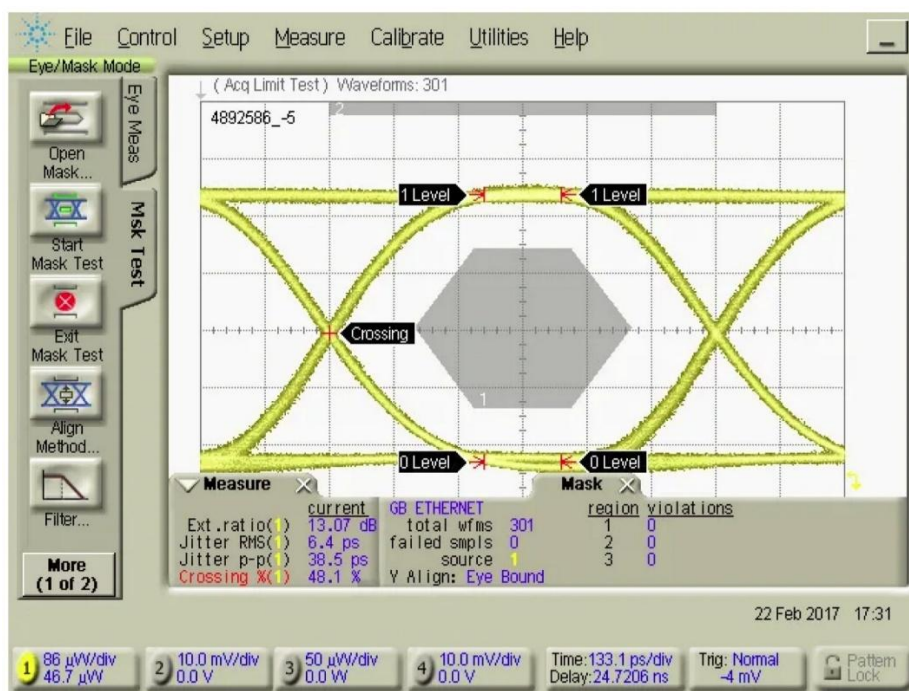 File Control Setup Measure Calibrate Utilities Help
Eye/Mask Mode
Eye Meas
Msk Test
Open
Mask...
Start
Mask Test
Exit
Mask Test
Align
Method...
Filter...
More
(1 of 2)
( Acq Limit Test ) Waveforms: 301
4892586_-5
2
1 Level
1 Level
Crossing
1
0 Level
0 Level
Measure
current
Ext.ratio(1) 13.07 dB
Jitter RMS(1) 6.4 ps
Jitter p-p(1) 38.5 ps
Crossing %(1) 48.1 %
Mask
GB ETHERNET
total wfms 301
failed smpls 0
source 1
Y Align: Eye Bound
region violations
1 0
2 0
3 0
22 Feb 2017 17:31
1 86 µW/div
46.7 µW
2 10.0 mV/div
0.0 V
3 50 µW/div
0.0 W
4 10.0 mV/div
0.0 V
Time:133.1 ps/div
Delay:24.7206 ns
Trig: Normal
-4 mV
Pattern
Lock